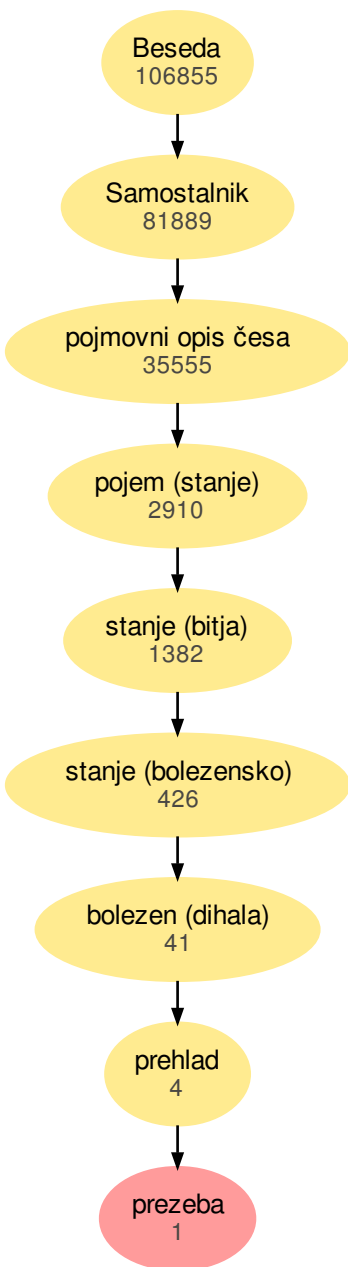 Beseda
106855
Samostalnik
81889
pojmovni opis česa
35555
pojem (stanje)
2910
stanje (bitja)
1382
stanje (bolezensko)
426
bolezen (dihala)
41
prehlad
4
prezeba
1